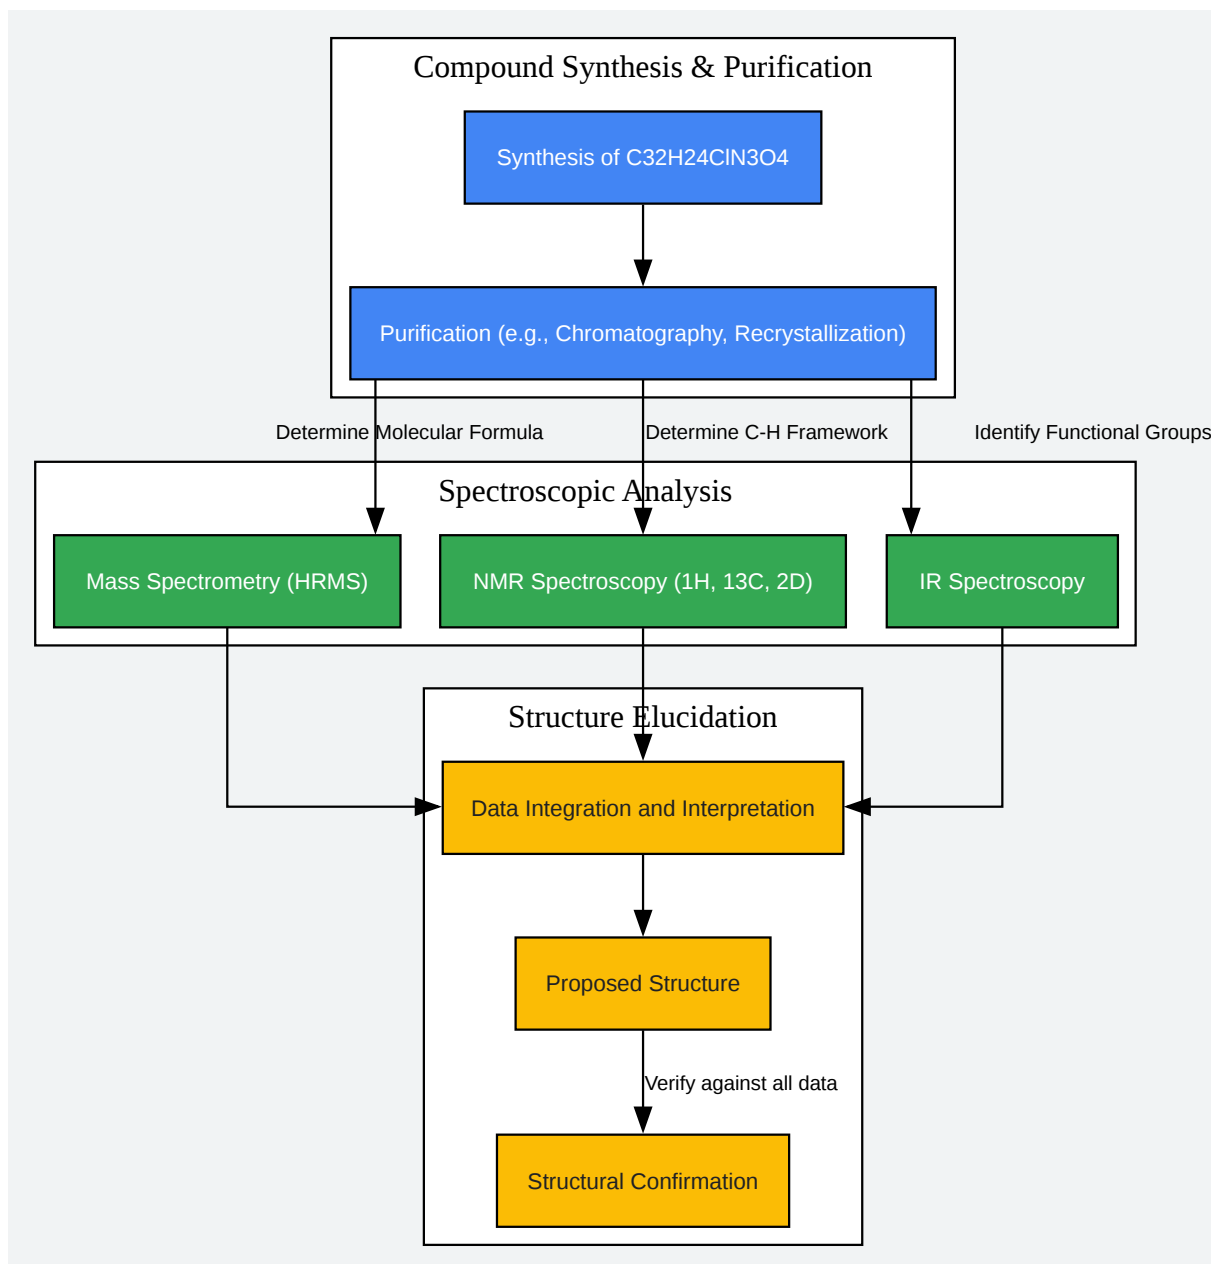 Compound Synthesis & Purification
Synthesis of C32H24ClN3O4
Purification (e.g., Chromatography, Recrystallization)
Determine Molecular Formula
Determine C-H Framework
Identify Functional Groups
Spectroscopic Analysis
Mass Spectrometry (HRMS)
NMR Spectroscopy (1H, 13C, 2D)
IR Spectroscopy
Structure Elucidation
Data Integration and Interpretation
Proposed Structure
Verify against all data
Structural Confirmation